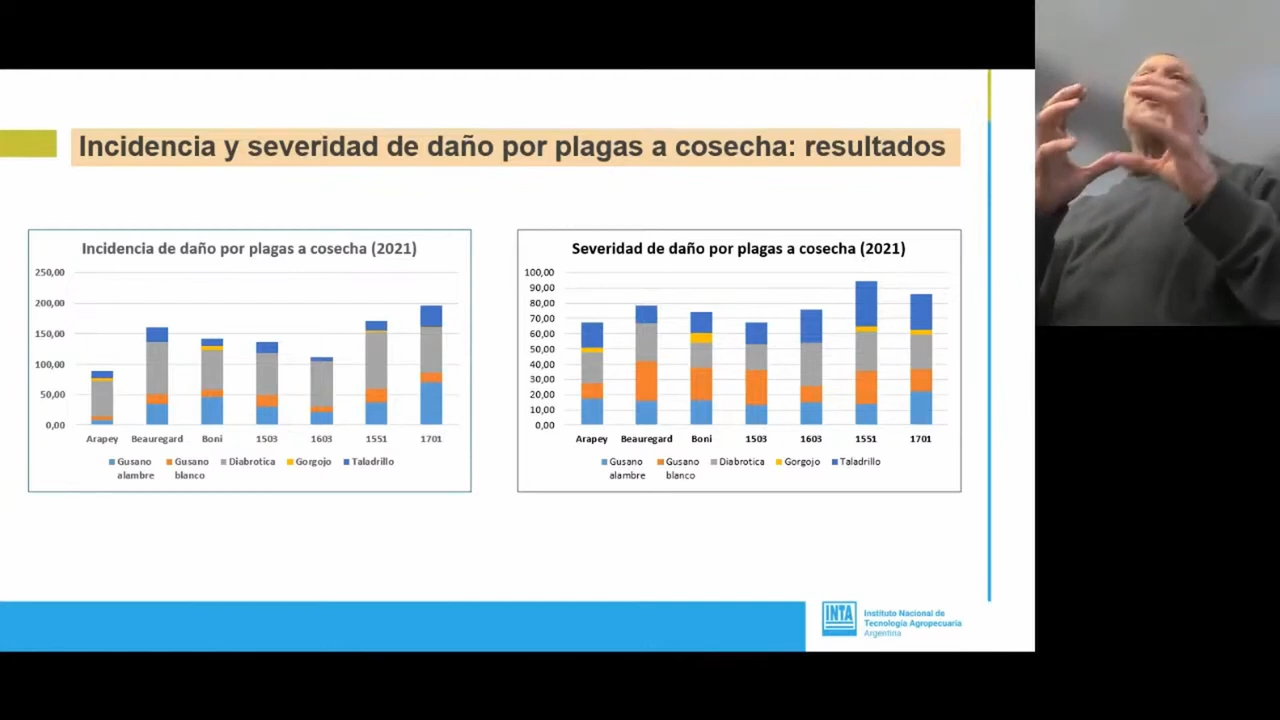 Incidencia y severidad de daño por plagas a cosecha: resultados
Incidencia de daño por plagas a cosecha (2021)
250,00
200,00
150,00
100,00
50,00
0,00
Arapey Beauregard Boni 1503 1603 1551 1701
Gusano alambre Gusano blanco Diabrotica Gorgojo Taladrillo
Severidad de daño por plagas a cosecha (2021)
100,00
90,00
80,00
70,00
60,00
50,00
40,00
30,00
20,00
10,00
0,00
Arapey Beauregard Boni 1503 1603 1551 1701
Gusano alambre Gusano blanco Diabrotica Gorgojo Taladrillo
INTA
Instituto Nacional de
Tecnología Agropecuaria
Argentina